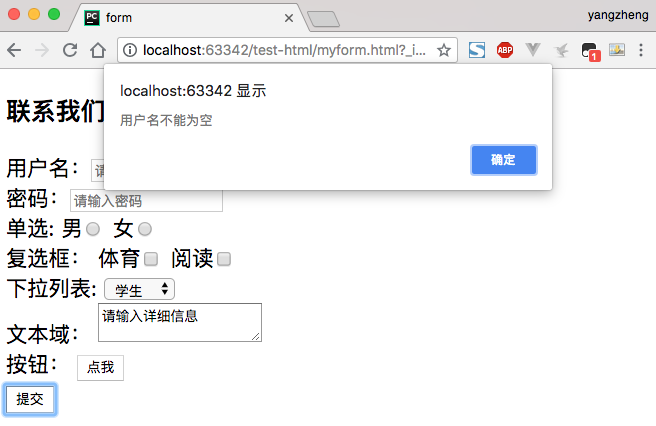 form
yangzheng
localhost:63342/test-html/myform.html?_i...
ABP
1
localhost:63342 显示
用户名不能为空
确定
联系我们
用户名：
密码： 请输入密码
单选: 男 女
复选框： 体育 阅读
下拉列表: 学生
文本域： 请输入详细信息
按钮： 点我
提交